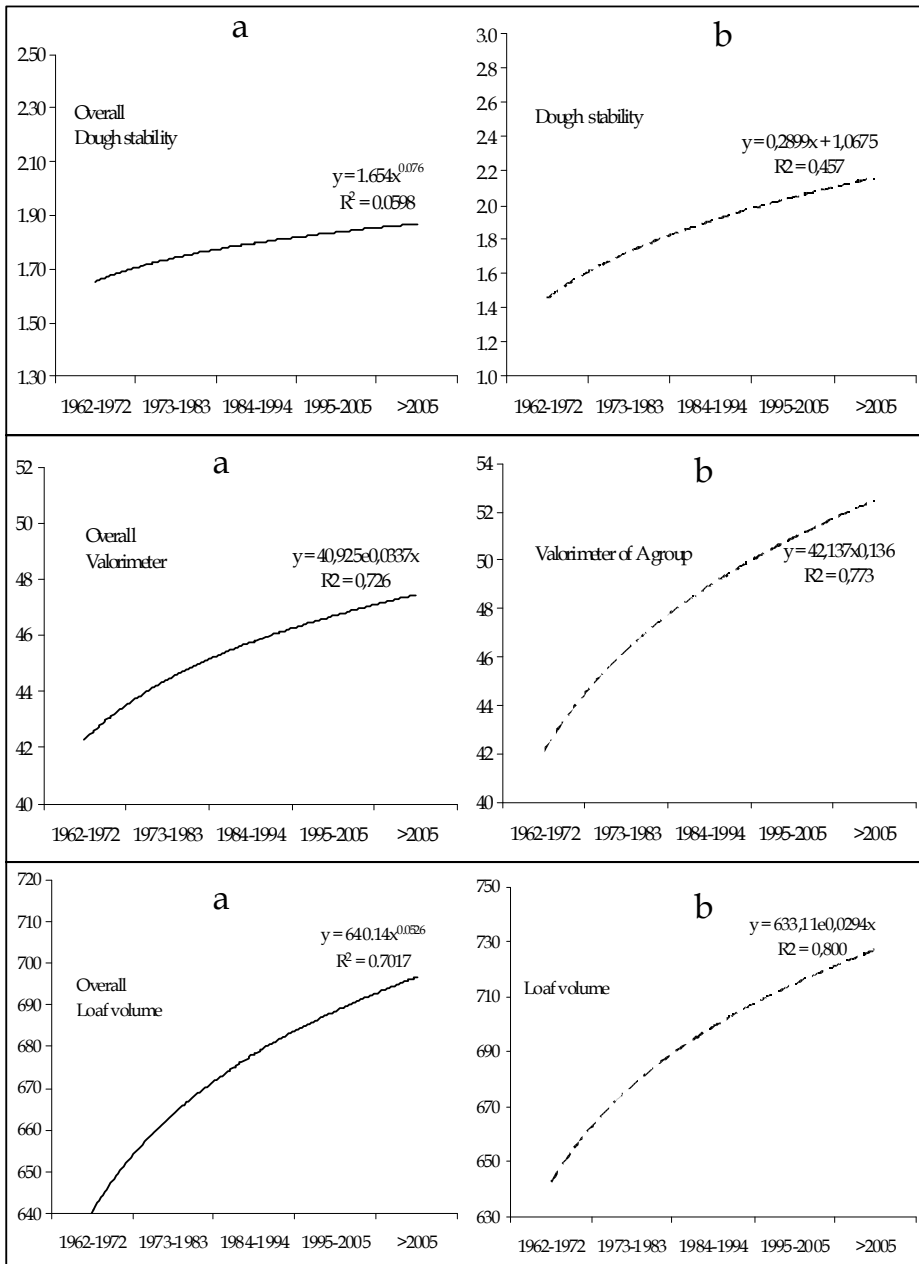 a
2.50
2.30
2.10
1.90
1.70
1.50
1.30
Overall
Dough stability
y = 1.654x^0.076
R² = 0.0598
1962-1972 1973-1983 1984-1994 1995-2005 >2005
b
3.0
2.8
2.6
2.4
2.2
2.0
1.8
1.6
1.4
1.2
1.0
Dough stability
y = 0,2899x + 1,0675
R2 = 0,457
1962-1972 1973-1983 1984-1994 1995-2005 >2005
a
52
50
48
46
44
42
40
Overall
Valorimeter
y = 40,925e0,0337x
R2 = 0,726
1962-1972 1973-1983 1984-1994 1995-2005 >2005
b
54
52
50
48
46
44
42
40
Valorimeter of A group
y = 42,137x0,136
R2 = 0,773
1962-1972 1973-1983 1984-1994 1995-2005 >2005
a
720
710
700
690
680
670
660
650
640
Overall
Loaf volume
y = 640.14x^0.0526
R² = 0.7017
1962-1972 1973-1983 1984-1994 1995-2005 >2005
b
750
730
710
690
670
650
630
Loaf volume
y = 633,11e0,0294x
R2 = 0,800
1962-1972 1973-1983 1984-1994 1995-2005 >2005